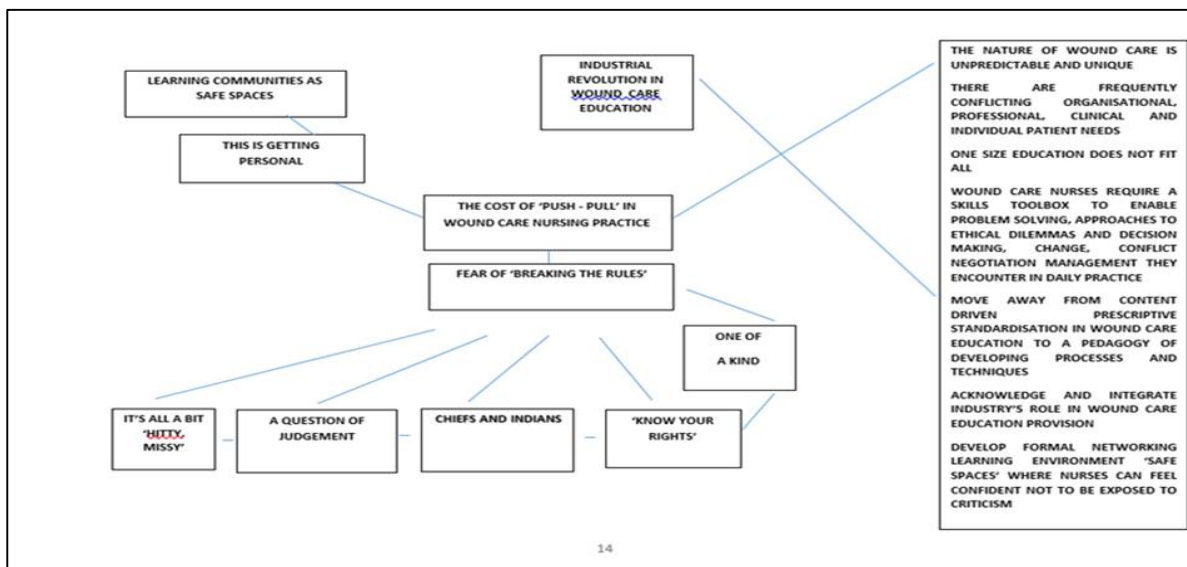 LEARNING COMMUNITIES AS
SAFE SPACES
THIS IS GETTING
PERSONAL
INDUSTRIAL
REVOLUTION IN
WOUND CARE
EDUCATION
THE COST OF ‘PUSH - PULL’ IN
WOUND CARE NURSING PRACTICE
FEAR OF ‘BREAKING THE RULES’
ONE OF
A KIND
IT’S ALL A BIT
‘HITTY,
MISSY’
A QUESTION OF
JUDGEMENT
CHIEFS AND INDIANS
‘KNOW YOUR
RIGHTS’
THE NATURE OF WOUND CARE IS
UNPREDICTABLE AND UNIQUE
THERE ARE FREQUENTLY
CONFLICTING ORGANISATIONAL,
PROFESSIONAL, CLINICAL AND
INDIVIDUAL PATIENT NEEDS
ONE SIZE EDUCATION DOES NOT FIT
ALL
WOUND CARE NURSES REQUIRE A
SKILLS TOOLBOX TO ENABLE
PROBLEM SOLVING, APPROACHES TO
ETHICAL DILEMMAS AND DECISION
MAKING, CHANGE, CONFLICT
NEGOTIATION MANAGEMENT THEY
ENCOUNTER IN DAILY PRACTICE
MOVE AWAY FROM CONTENT
DRIVEN PRESCRIPTIVE
STANDARDISATION IN WOUND CARE
EDUCATION TO A PEDAGOGY OF
DEVELOPING PROCESSES AND
TECHNIQUES
ACKNOWLEDGE AND INTEGRATE
INDUSTRY’S ROLE IN WOUND CARE
EDUCATION PROVISION
DEVELOP FORMAL NETWORKING
LEARNING ENVIRONMENT ‘SAFE
SPACES’ WHERE NURSES CAN FEEL
CONFIDENT NOT TO BE EXPOSED TO
CRITICISM
14